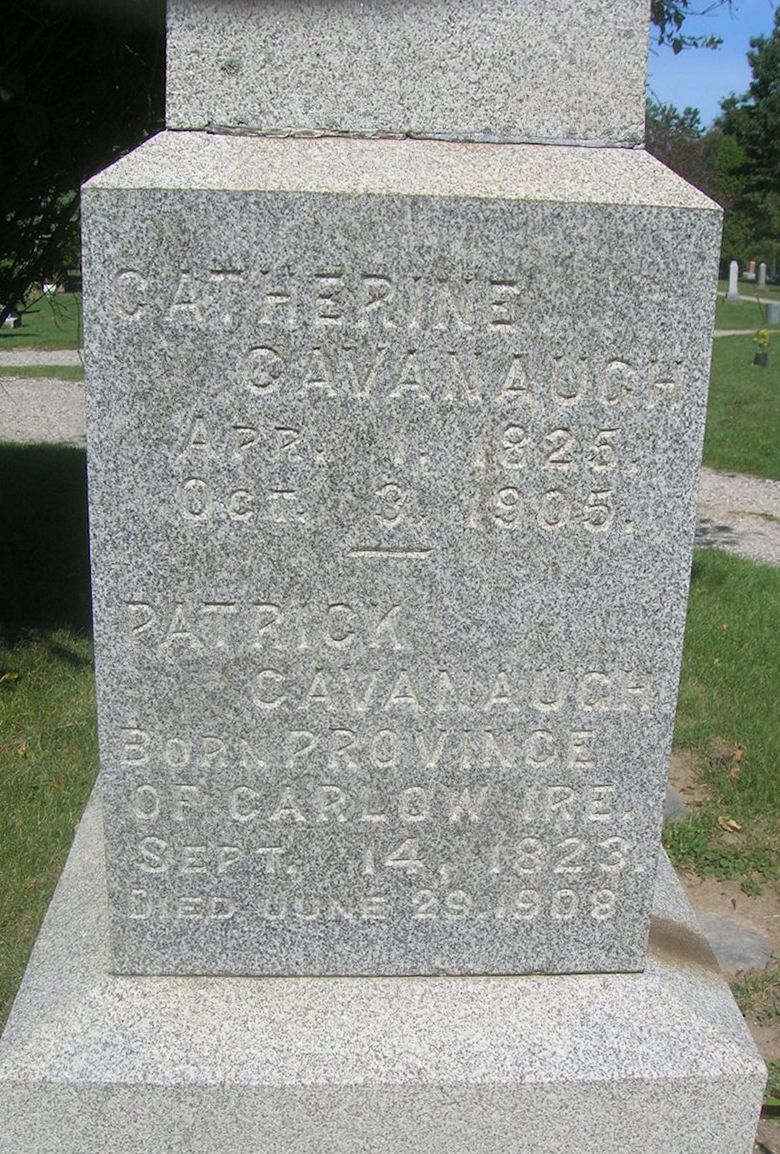 CATHERINE
CAVANAUGH
APR. 1, 1825.
OCT. 3, 1905.
PATRICK
CAVANAUGH
BORN PROVINCE
OF CARLOW IRE.
SEPT. 14, 1823.
DIED JUNE 29, 1908